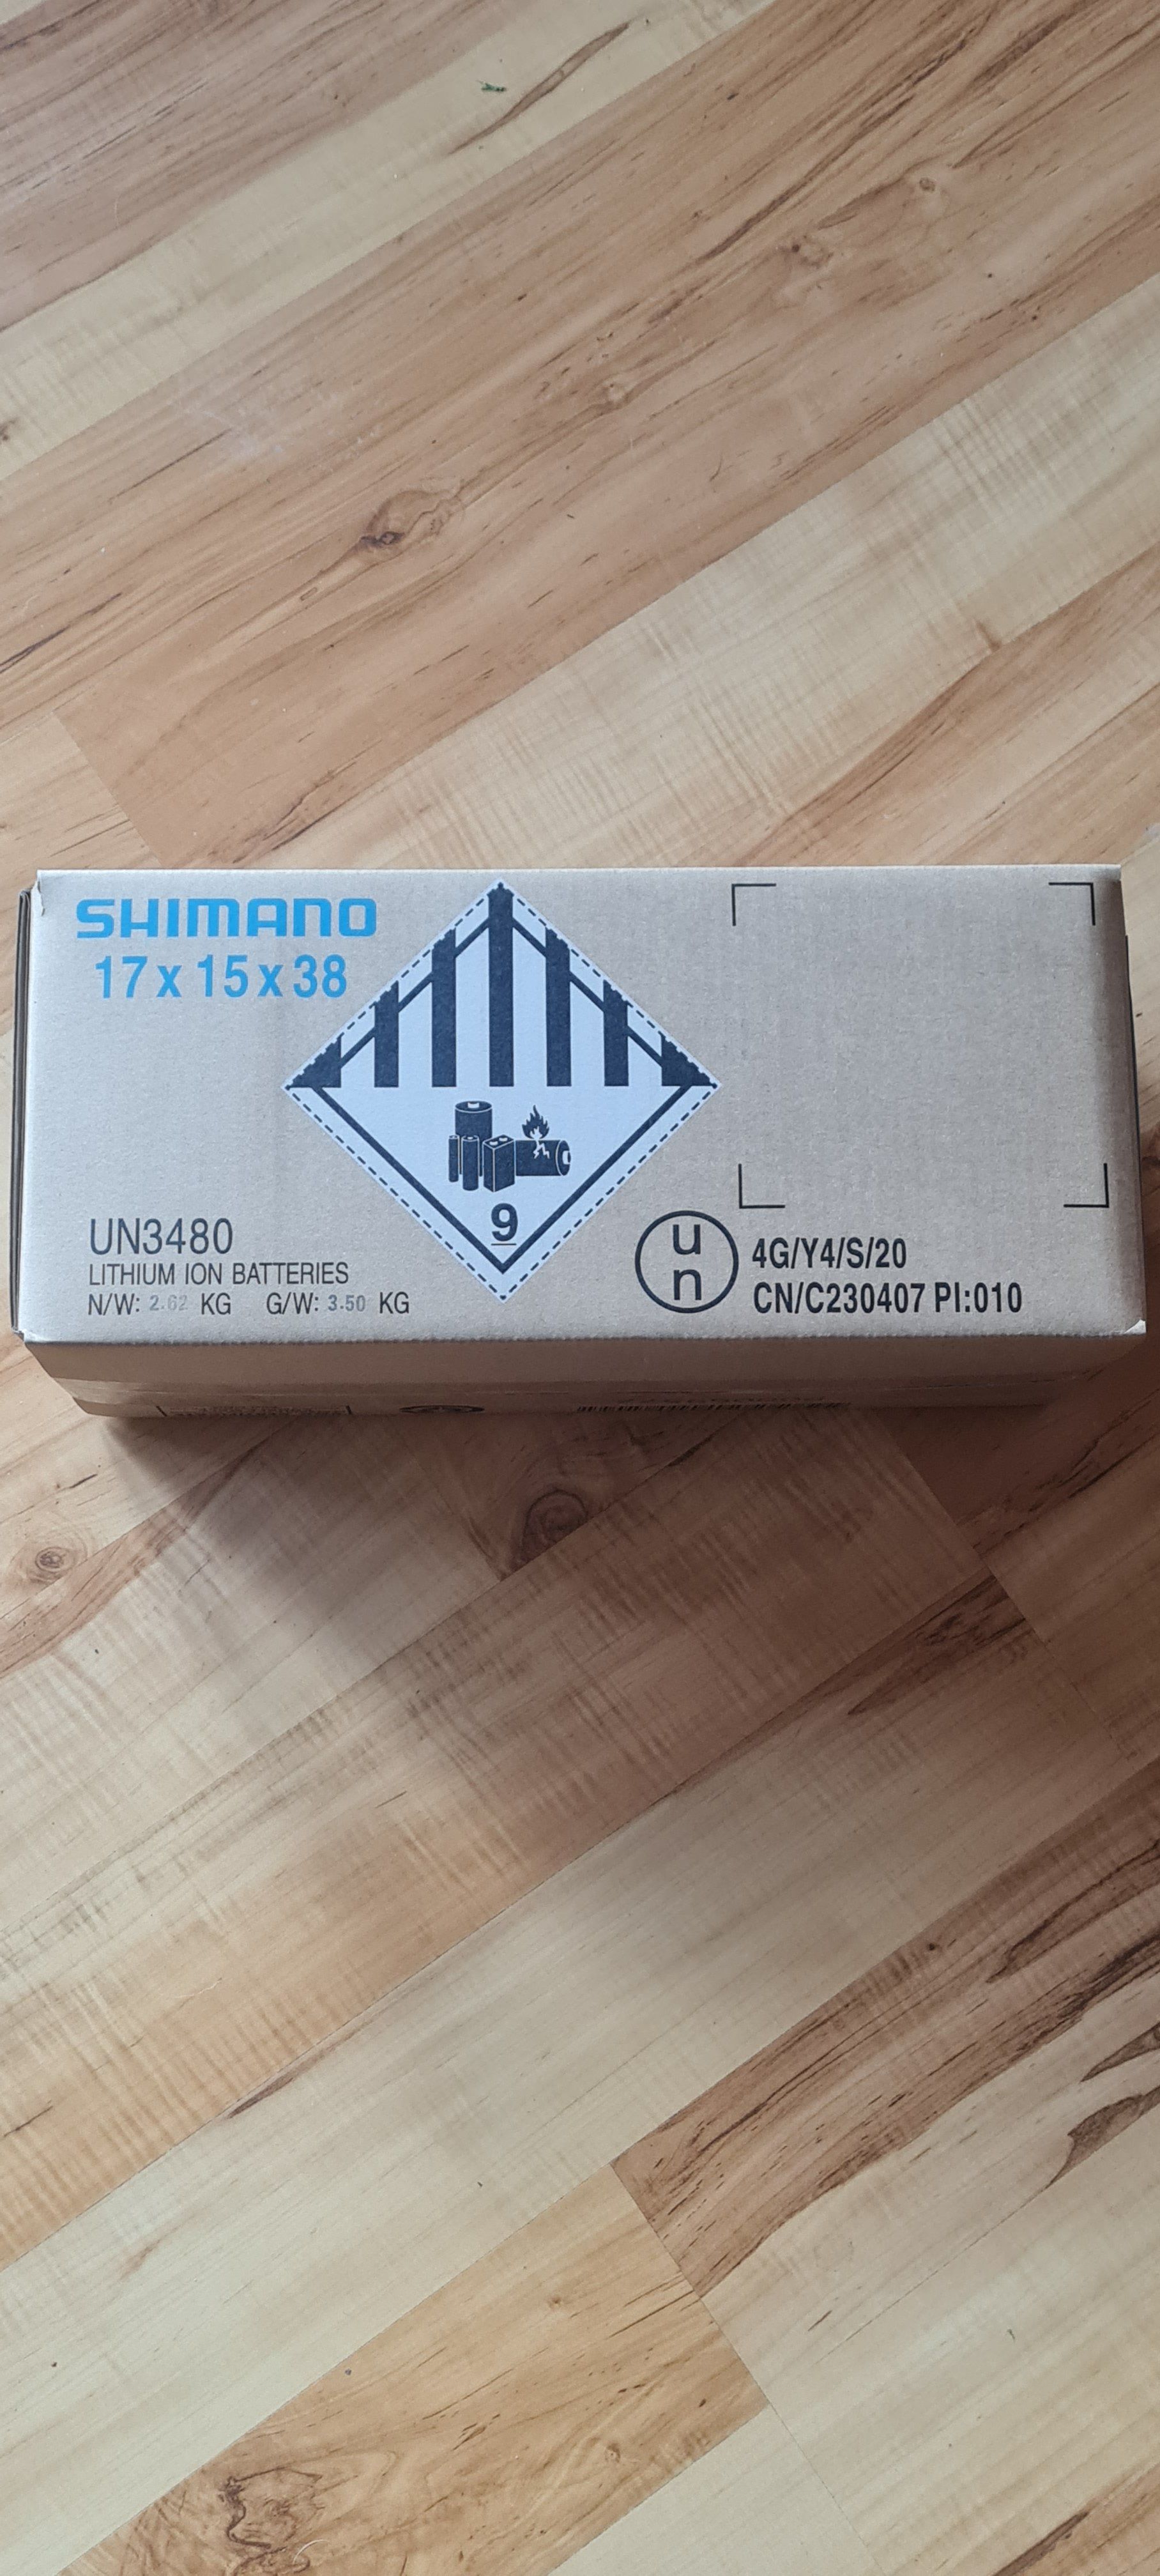 SHIMANO
17 x 15 x 38
9
UN3480
LITHIUM ION BATTERIES
N/W: 2.62 KG G/W: 3.50 KG
un
4G/Y4/S/20
CN/C230407 PI:010